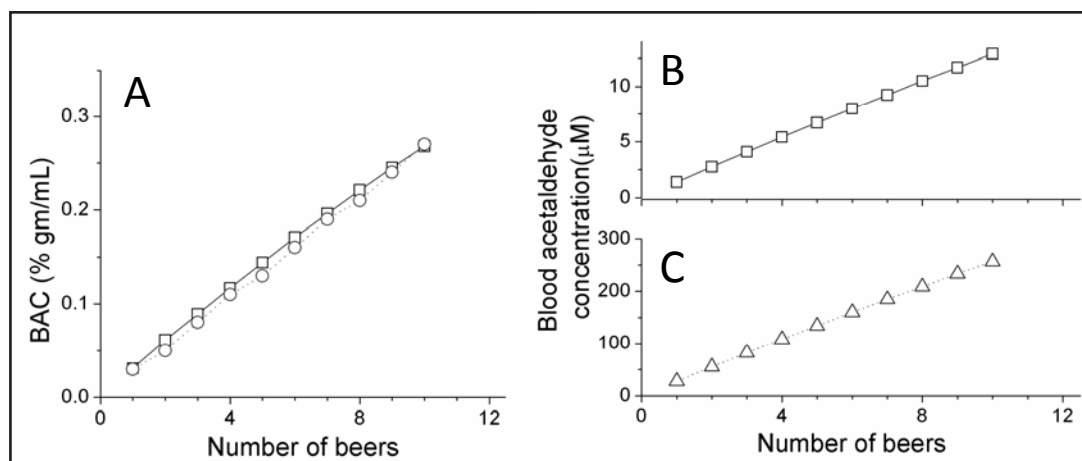 A
0.3
0.2
0.1
0.0
BAC (% gm/mL)
0
4
8
12
Number of beers
B
10
5
0
Blood acetaldehyde
concentration(μM)
C
300
200
100
0
0
4
8
12
Number of beers